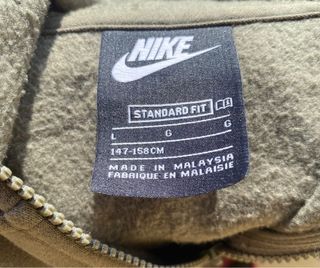 NIKE
STANDARD FIT
L G G
147-158CM
MADE IN MALAYSIA
FABRIQUE EN MALAISIE